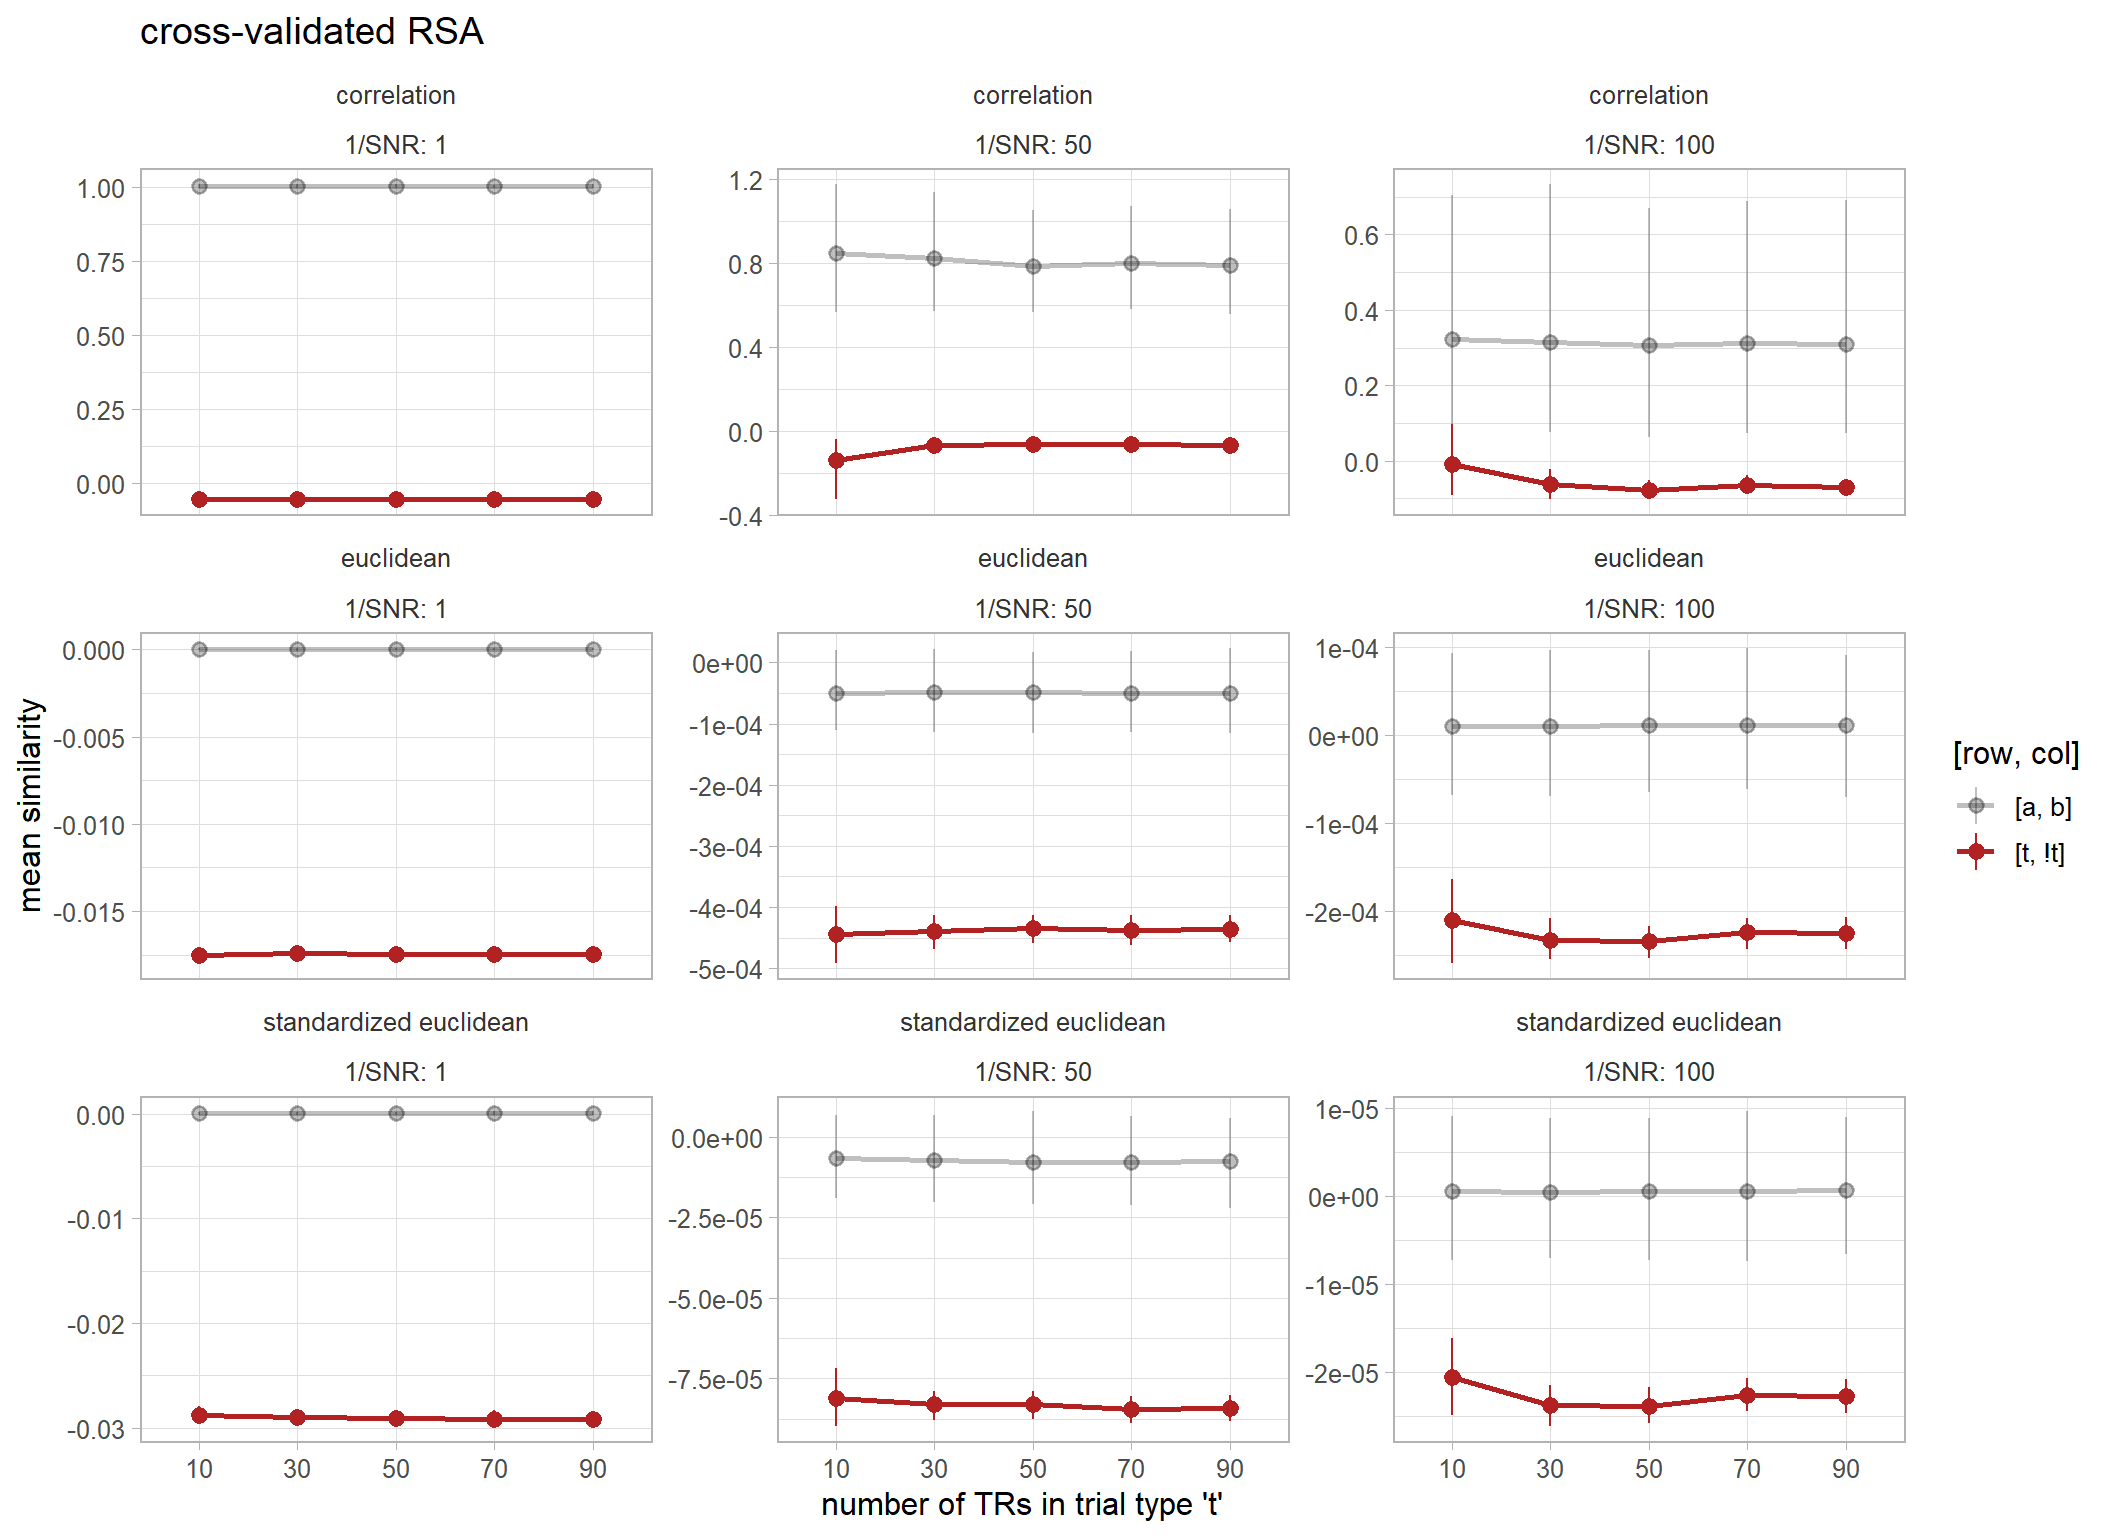 cross-validated RSA
correlation
1/SNR: 1
correlation
1/SNR: 50
correlation
1/SNR: 100
1.00
0.75
0.50
0.25
0.00
1.2
0.8
0.4
0.0
-0.4
0.6
0.4
0.2
0.0
euclidean
1/SNR: 1
euclidean
1/SNR: 50
euclidean
1/SNR: 100
0.000
-0.005
-0.010
-0.015
0e+00
-1e-04
-2e-04
-3e-04
-4e-04
-5e-04
1e-04
0e+00
-1e-04
-2e-04
standardized euclidean
1/SNR: 1
standardized euclidean
1/SNR: 50
standardized euclidean
1/SNR: 100
0.00
-0.01
-0.02
-0.03
0.0e+00
-2.5e-05
-5.0e-05
-7.5e-05
1e-05
0e+00
-1e-05
-2e-05
10 30 50 70 90
10 30 50 70 90
10 30 50 70 90
number of TRs in trial type 't'
mean similarity
[row, col]
[a, b]
[t, !t]